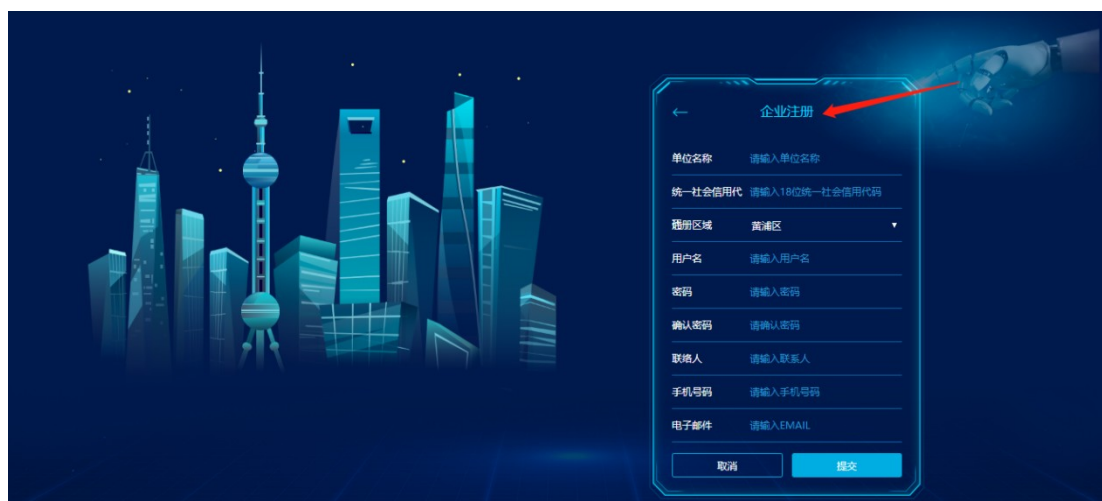 ←
企业注册
单位名称 请输入单位名称
统一社会信用代 请输入18位统一社会信用代码
注册区域 黄浦区
用户名 请输入用户名
密码 请输入密码
确认密码 请确认密码
联络人 请输入联系人
手机号码 请输入手机号码
电子邮件 请输入EMAIL
取消 提交